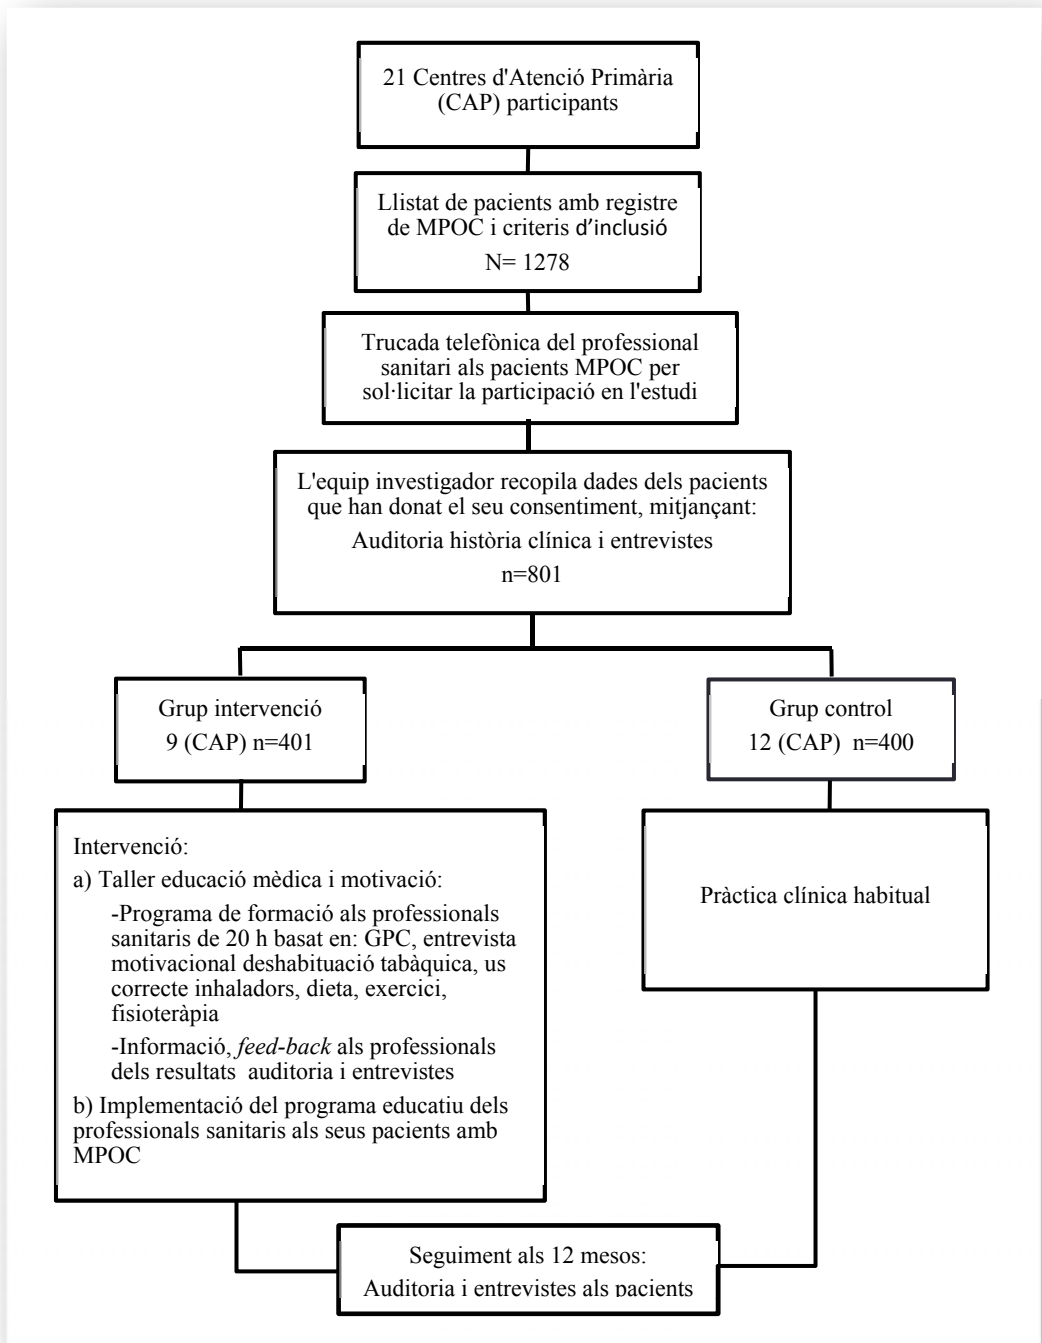 21 Centres d'Atenció Primària
(CAP) participants
Llistat de pacients amb registre
de MPOC i criteris d'inclusió
N= 1278
Trucada telefònica del professional
sanitari als pacients MPOC per
sol·licitar la participació en l'estudi
L'equip investigador recopila dades dels pacients
que han donat el seu consentiment, mitjançant:
Auditoria història clínica i entrevistes
n=801
Grup intervenció
9 (CAP) n=401
Grup control
12 (CAP) n=400
Intervenció:
a) Taller educació mèdica i motivació:
-Programa de formació als professionals
sanitaris de 20 h basat en: GPC, entrevista
motivacional deshabituació tabàquica, us
correcte inhaladors, dieta, exercici,
fisioteràpia
-Informació, feed-back als professionals
dels resultats auditoria i entrevistes
b) Implementació del programa educatiu dels
professionals sanitaris als seus pacients amb
MPOC
Pràctica clínica habitual
Seguiment als 12 mesos:
Auditoria i entrevistes als pacients